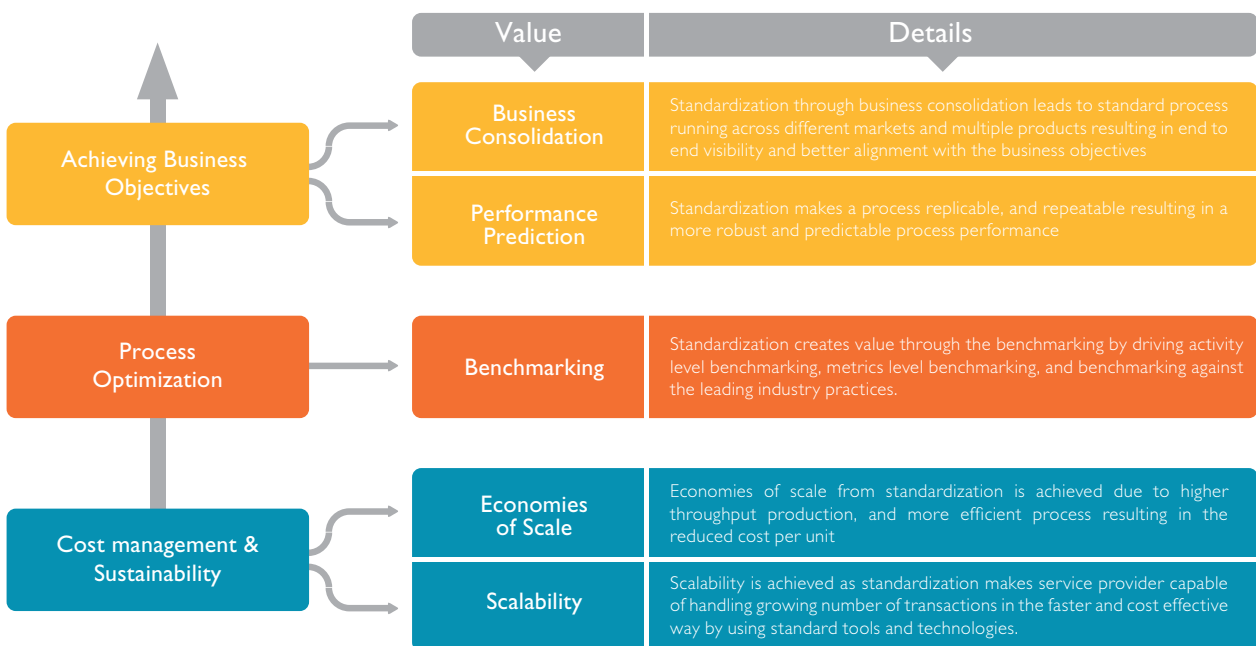 Value
Details
Achieving Business
Objectives
Business
Consolidation
Standardization through business consolidation leads to standard process
running across different markets and multiple products resulting in end to
end visibility and better alignment with the business objectives
Performance
Prediction
Standardization makes a process replicable, and repeatable resulting in a
more robust and predictable process performance
Process
Optimization
Benchmarking
Standardization creates value through the benchmarking by driving activity
level benchmarking, metrics level benchmarking, and benchmarking against
the leading industry practices.
Cost management &
Sustainability
Economies
of Scale
Economies of scale from standardization is achieved due to higher
throughput production, and more efficient process resulting in the
reduced cost per unit
Scalability
Scalability is achieved as standardization makes service provider capable
of handling growing number of transactions in the faster and cost effective
way by using standard tools and technologies.